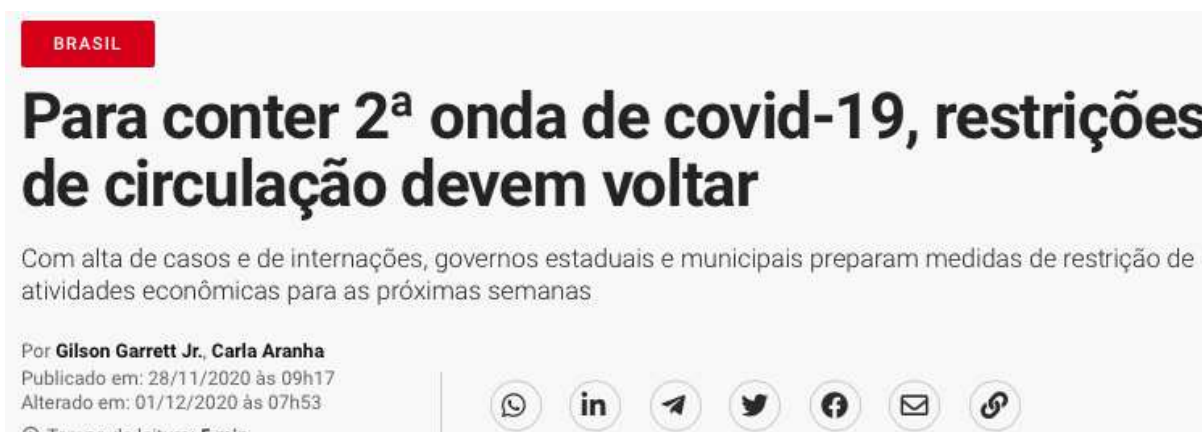 BRASIL
Para conter 2ª onda de covid-19, restrições
de circulação devem voltar
Com alta de casos e de internações, governos estaduais e municipais preparam medidas de restrição de
atividades econômicas para as próximas semanas
Por Gilson Garrett Jr., Carla Aranha
Publicado em: 28/11/2020 às 09h17
Alterado em: 01/12/2020 às 07h53
in